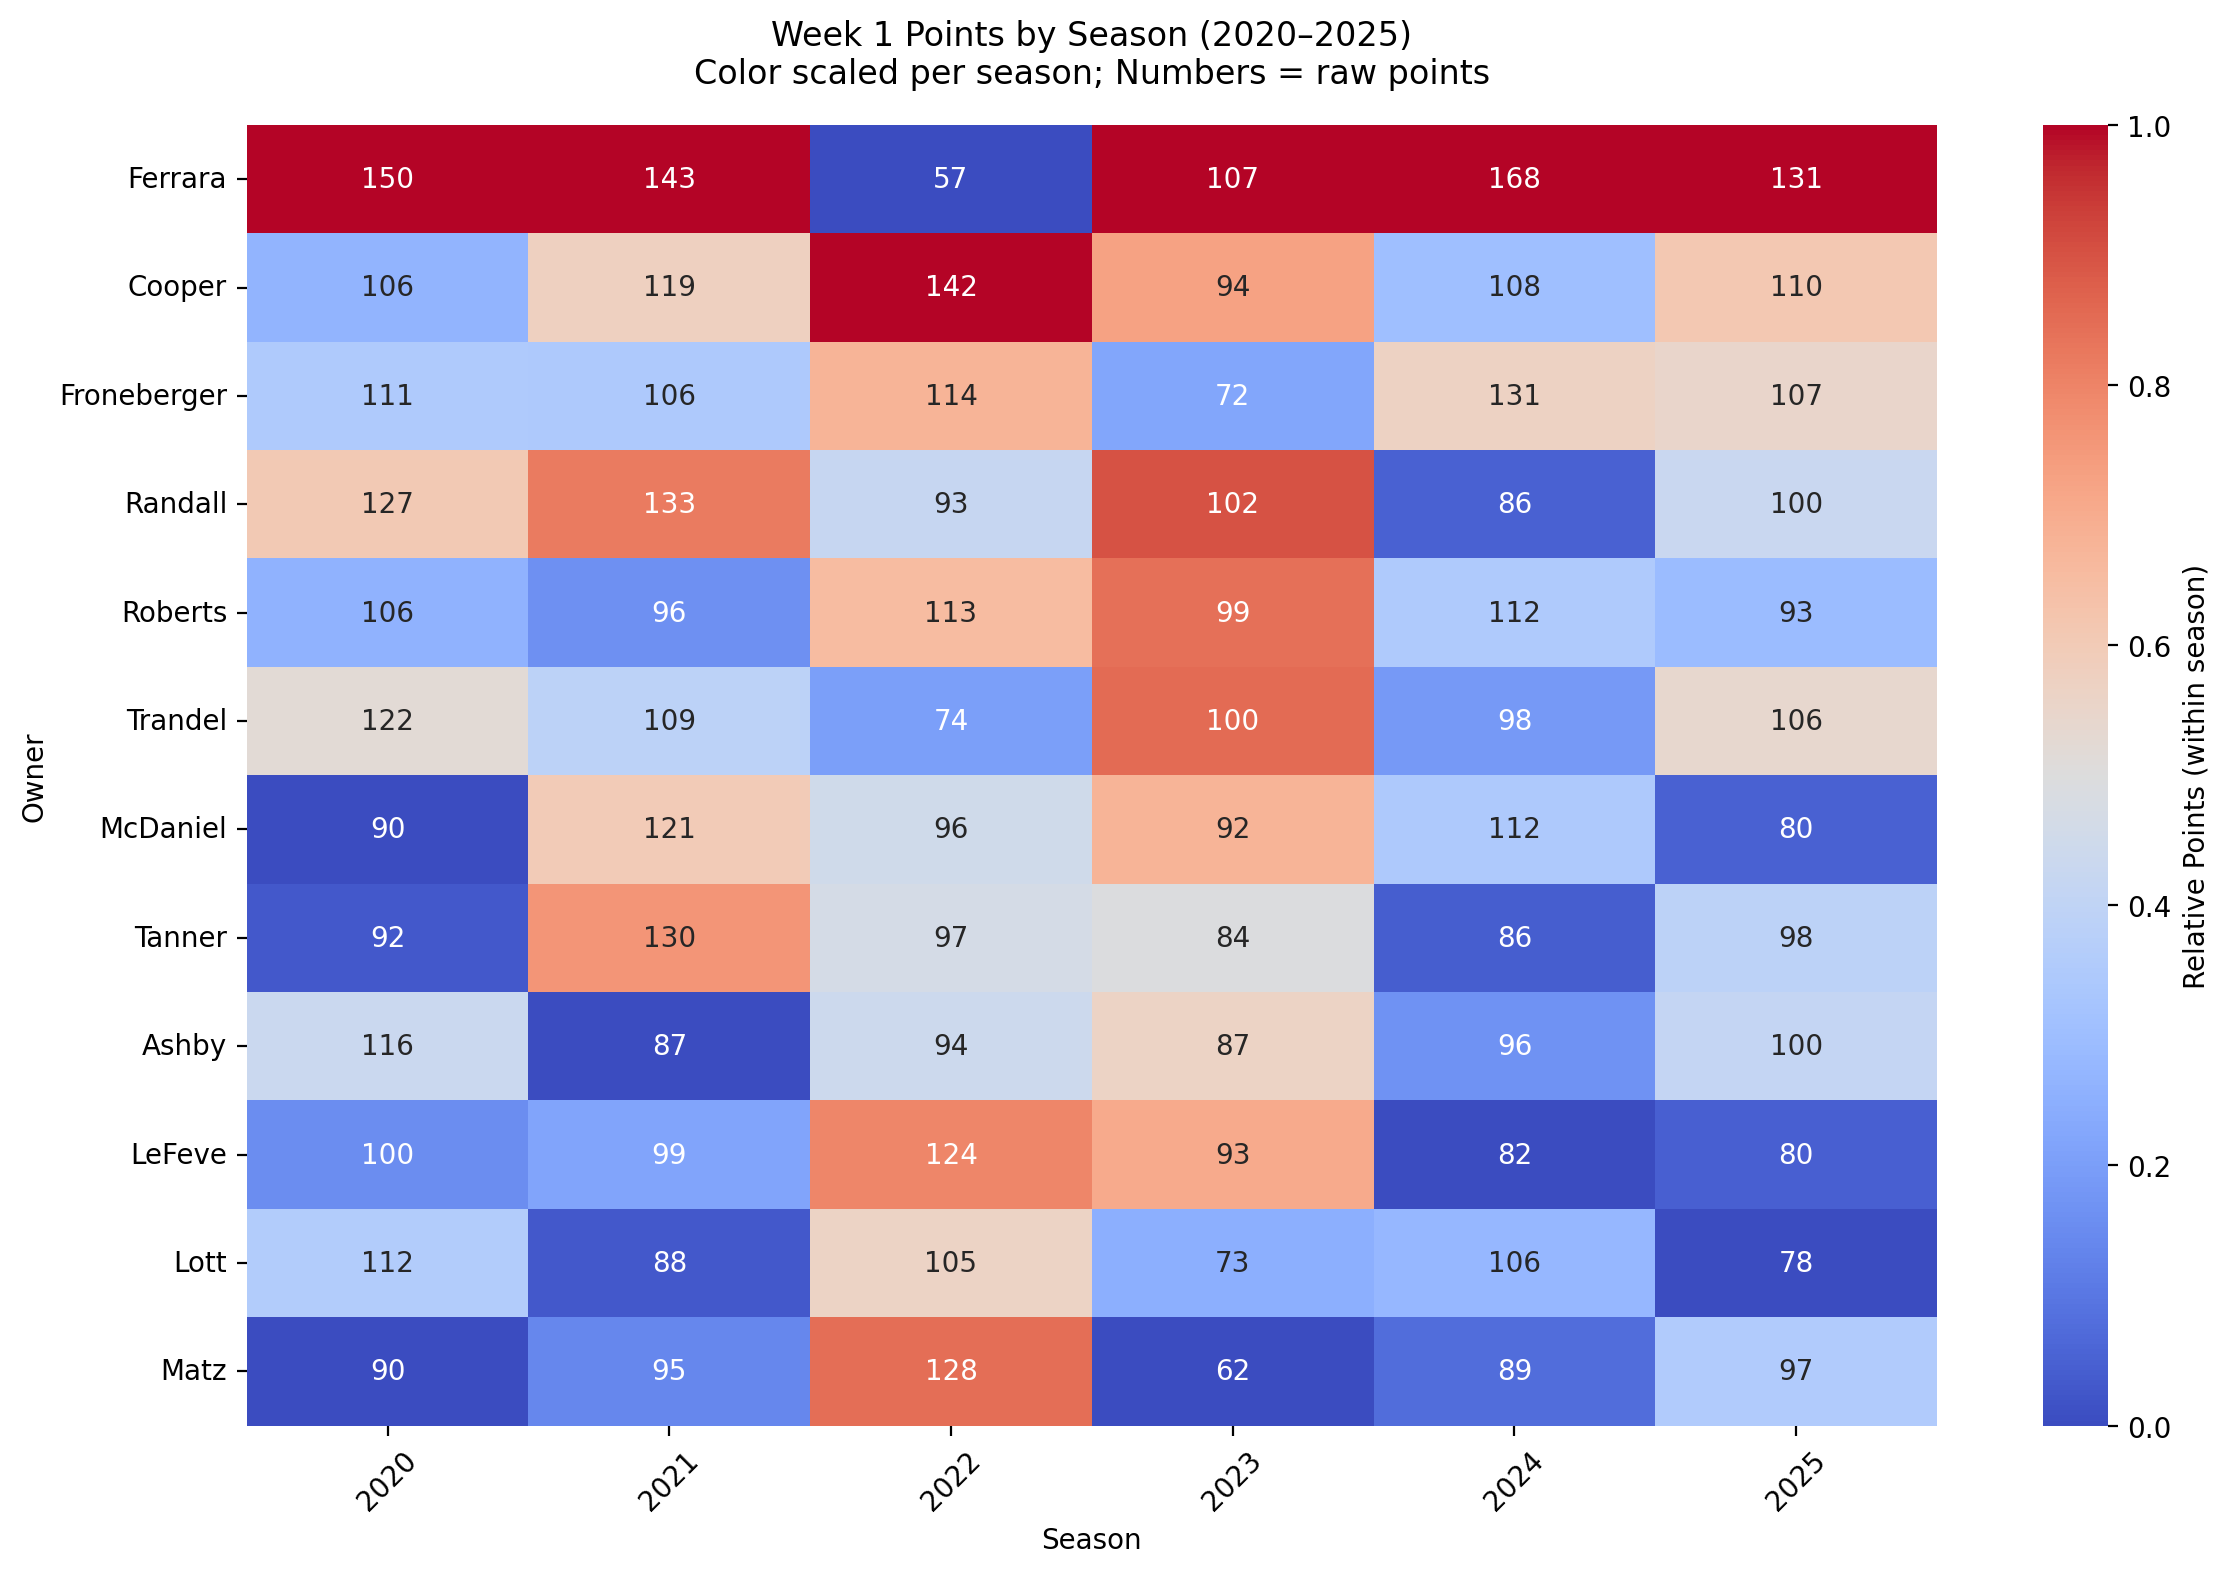 Week 1 Points by Season (2020–2025)
Color scaled per season; Numbers = raw points
Owner
Ferrara 150 143 57 107 168 131
Cooper 106 119 142 94 108 110
Froneberger 111 106 114 72 131 107
Randall 127 133 93 102 86 100
Roberts 106 96 113 99 112 93
Trandel 122 109 74 100 98 106
McDaniel 90 121 96 92 112 80
Tanner 92 130 97 84 86 98
Ashby 116 87 94 87 96 100
LeFeve 100 99 124 93 82 80
Lott 112 88 105 73 106 78
Matz 90 95 128 62 89 97
2020 2021 2022 2023 2024 2025
Season
1.0
0.8
0.6
0.4
0.2
0.0
Relative Points (within season)